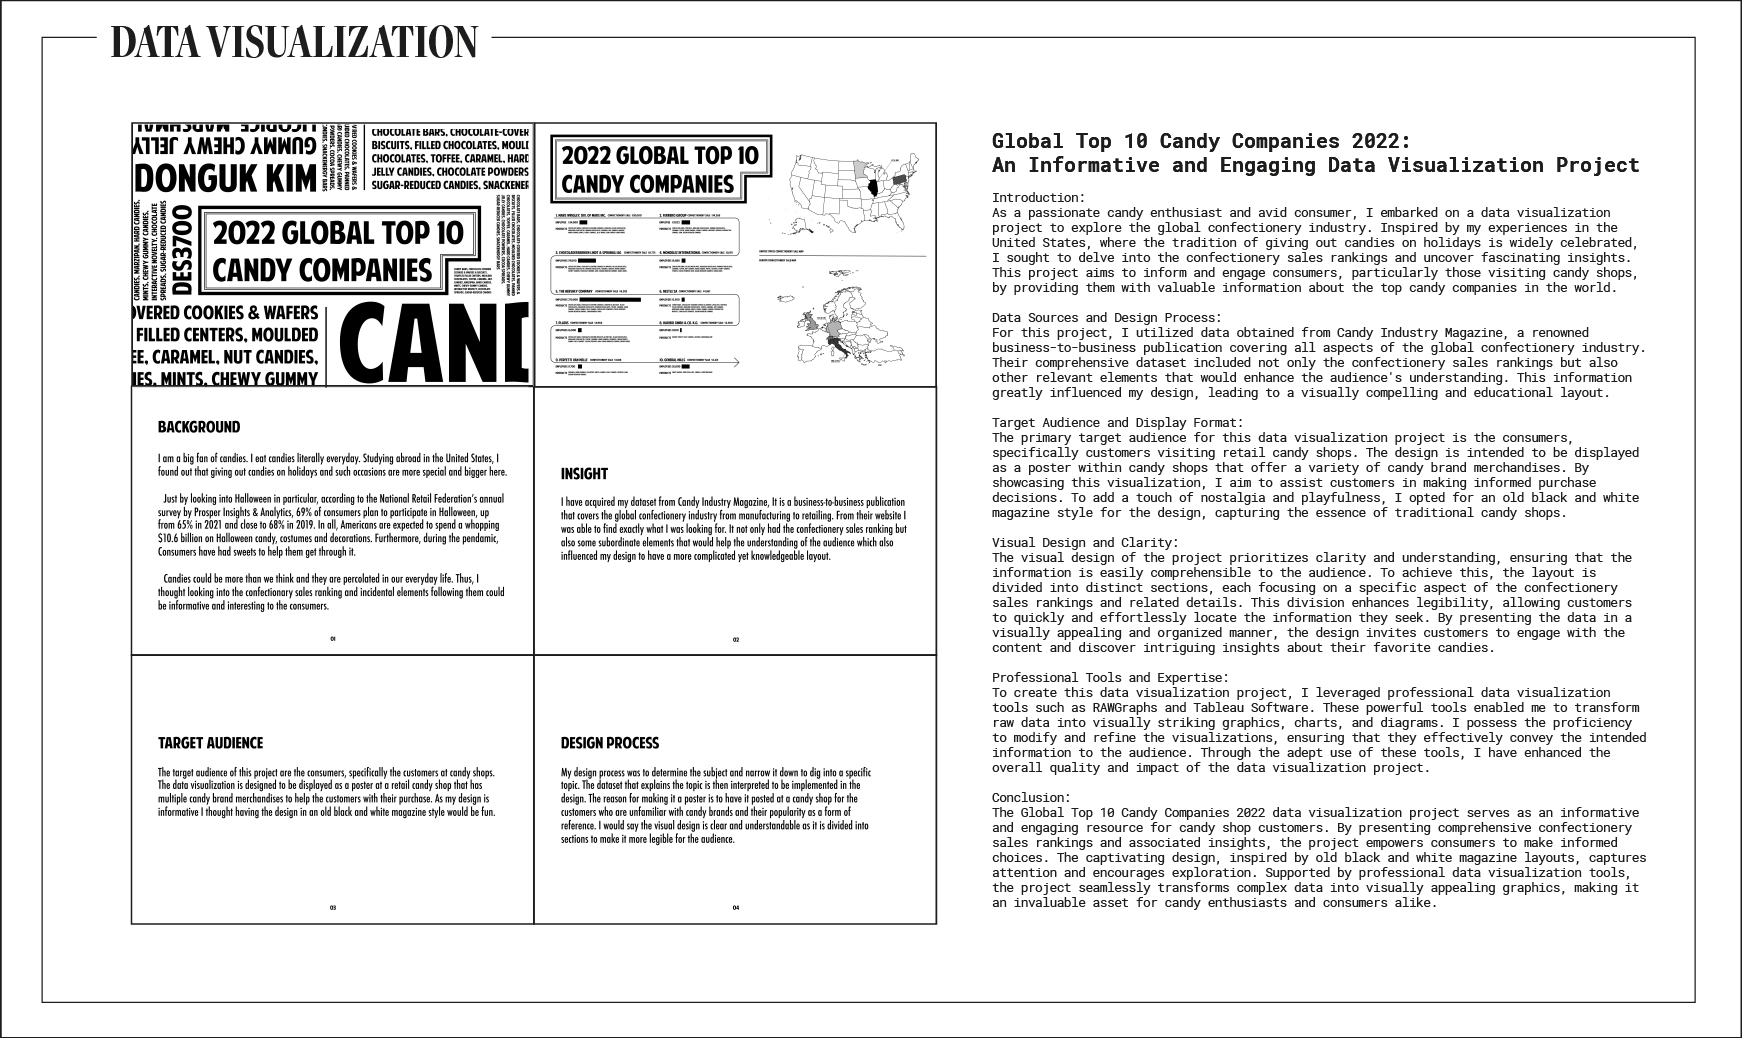 DATA VISUALIZATION
LICORICE MARSHMAL
GUMMY CHEWY JELLY
DONGUK KIM
CHOCOLATE BARS, CHOCOLATE-COVER
BISCUITS, FILLED CHOCOLATES, MOULD
CHOCOLATES, TOFFEE, CARAMEL, HARD
JELLY CANDIES, CHOCOLATE POWDERS
SUGAR-REDUCED CANDIES, SNACKENER
DES3700
2022 GLOBAL TOP 10
CANDY COMPANIES
OVERED COOKIES & WAFERS
FILLED CENTERS, MOULDED
EE, CARAMEL, NUT CANDIES,
IES, MINTS, CHEWY GUMMY
CAND
2022 GLOBAL TOP 10
CANDY COMPANIES
BACKGROUND
I am a big fan of candies. I eat candies literally everyday. Studying abroad in the United States, I
found out that giving out candies on holidays and such occasions are more special and bigger here.
Just by looking into Halloween in particular, according to the National Retail Federation's annual
survey by Prosper Insights & Analytics, 69% of consumers plan to participate in Halloween, up
from 65% in 2021 and close to 68% in 2019. In all, Americans are expected to spend a whopping
$10.6 billion on Halloween candy, costumes and decorations. Furthermore, during the pendamic,
Consumers have had sweets to help them get through it.
Candies could be more than we think and they are percolated in our everyday life. Thus, I
thought looking into the confectionary sales ranking and incidental elements following them could
be informative and interesting to the consumers.
01
INSIGHT
I have acquired my dataset from Candy Industry Magazine, It is a business-to-business publication
that covers the global confectionery industry from manufacturing to retailing. From their website I
was able to find exactly what I was looking for. It not only had the confectionery sales ranking but
also some subordinate elements that would help the understanding of the audience which also
influenced my design to have a more complicated yet knowledgeable layout.
02
TARGET AUDIENCE
The target audience of this project are the consumers, specifically the customers at candy shops.
The data visualization is designed to be displayed as a poster at a retail candy shop that has
multiple candy brand merchandises to help the customers with their purchase. As my design is
informative I thought having the design in an old black and white magazine style would be fun.
03
DESIGN PROCESS
My design process was to determine the subject and narrow it down to dig into a specific
topic. The dataset that explains the topic is then interpreted to be implemented in the
design. The reason for making it a poster is to have it posted at a candy shop for the
customers who are unfamiliar with candy brands and their popularity as a form of
reference. I would say the visual design is clear and understandable as it is divided into
sections to make it more legible for the audience.
04
Global Top 10 Candy Companies 2022:
An Informative and Engaging Data Visualization Project
Introduction:
As a passionate candy enthusiast and avid consumer, I embarked on a data visualization
project to explore the global confectionery industry. Inspired by my experiences in the
United States, where the tradition of giving out candies on holidays is widely celebrated,
I sought to delve into the confectionery sales rankings and uncover fascinating insights.
This project aims to inform and engage consumers, particularly those visiting candy shops,
by providing them with valuable information about the top candy companies in the world.
Data Sources and Design Process:
For this project, I utilized data obtained from Candy Industry Magazine, a renowned
business-to-business publication covering all aspects of the global confectionery industry.
Their comprehensive dataset included not only the confectionery sales rankings but also
other relevant elements that would enhance the audience's understanding. This information
greatly influenced my design, leading to a visually compelling and educational layout.
Target Audience and Display Format:
The primary target audience for this data visualization project is the consumers,
specifically customers visiting retail candy shops. The design is intended to be displayed
as a poster within candy shops that offer a variety of candy brand merchandises. By
showcasing this visualization, I aim to assist customers in making informed purchase
decisions. To add a touch of nostalgia and playfulness, I opted for an old black and white
magazine style for the design, capturing the essence of traditional candy shops.
Visual Design and Clarity:
The visual design of the project prioritizes clarity and understanding, ensuring that the
information is easily comprehensible to the audience. To achieve this, the layout is
divided into distinct sections, each focusing on a specific aspect of the confectionery
sales rankings and related details. This division enhances legibility, allowing customers
to quickly and effortlessly locate the information they seek. By presenting the data in a
visually appealing and organized manner, the design invites customers to engage with the
content and discover intriguing insights about their favorite candies.
Professional Tools and Expertise:
To create this data visualization project, I leveraged professional data visualization
tools such as RAWGraphs and Tableau Software. These powerful tools enabled me to transform
raw data into visually striking graphics, charts, and diagrams. I possess the proficiency
to modify and refine the visualizations, ensuring that they effectively convey the intended
information to the audience. Through the adept use of these tools, I have enhanced the
overall quality and impact of the data visualization project.
Conclusion:
The Global Top 10 Candy Companies 2022 data visualization project serves as an informative
and engaging resource for candy shop customers. By presenting comprehensive confectionery
sales rankings and associated insights, the project empowers consumers to make informed
choices. The captivating design, inspired by old black and white magazine layouts, captures
attention and encourages exploration. Supported by professional data visualization tools,
the project seamlessly transforms complex data into visually appealing graphics, making it
an invaluable asset for candy enthusiasts and consumers alike.